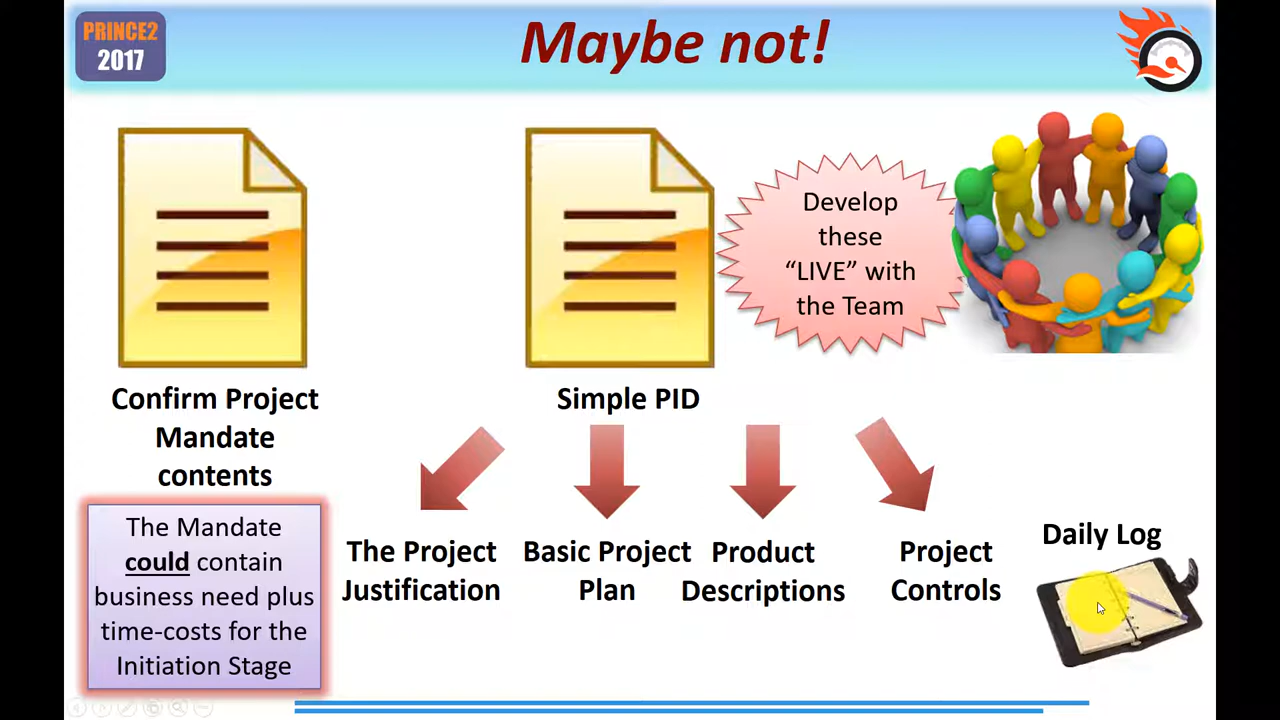 PRINCE2
2017
Maybe not!
Develop
these
“LIVE” with
the Team
Confirm Project
Mandate
contents
Simple PID
The Mandate
could contain
business need plus
time-costs for the
Initiation Stage
The Project
Justification
Basic Project
Plan
Product
Descriptions
Project
Controls
Daily Log